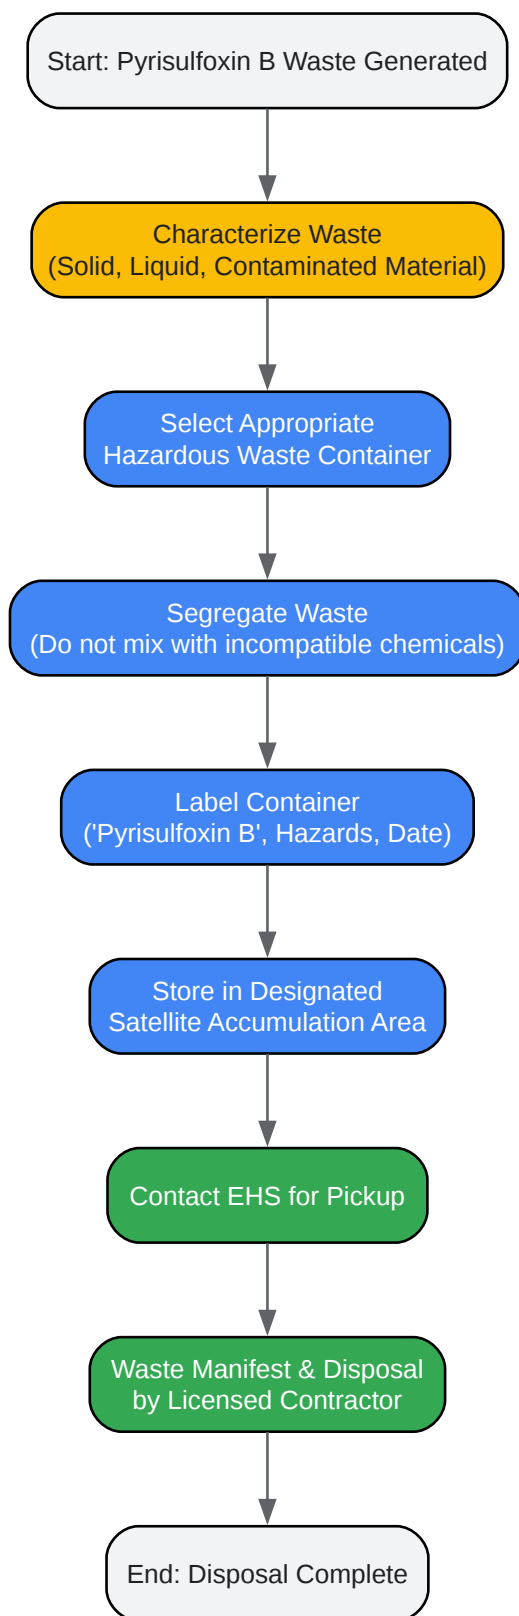 Start: Pyrisulfoxin B Waste Generated
Characterize Waste
(Solid, Liquid, Contaminated Material)
Select Appropriate
Hazardous Waste Container
Segregate Waste
(Do not mix with incompatible chemicals)
Label Container
('Pyrisulfoxin B', Hazards, Date)
Store in Designated
Satellite Accumulation Area
Contact EHS for Pickup
Waste Manifest & Disposal
by Licensed Contractor
End: Disposal Complete